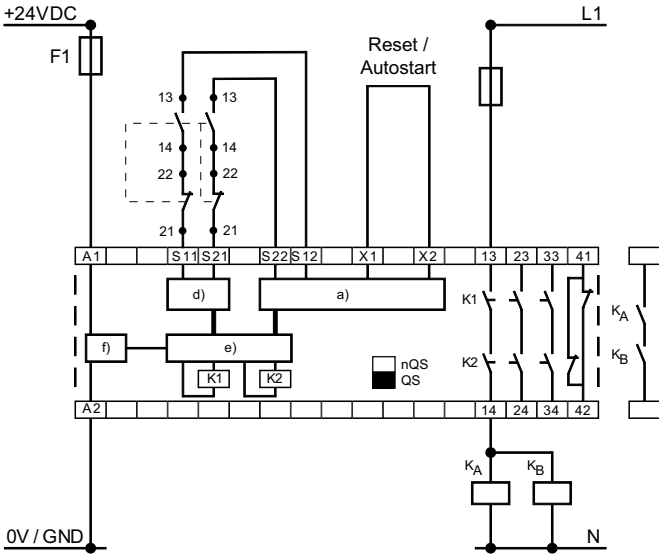 +24VDC
L1
F1
Reset /
Autostart
13
13
14
14
22
22
21
21
A1
S11
S21
S22
S12
X1
X2
13
23
33
41
d)
a)
K1
KA
f)
e)
K2
KB
nQS
QS
K1
K2
A2
14
24
34
42
KA
KB
0V / GND
N